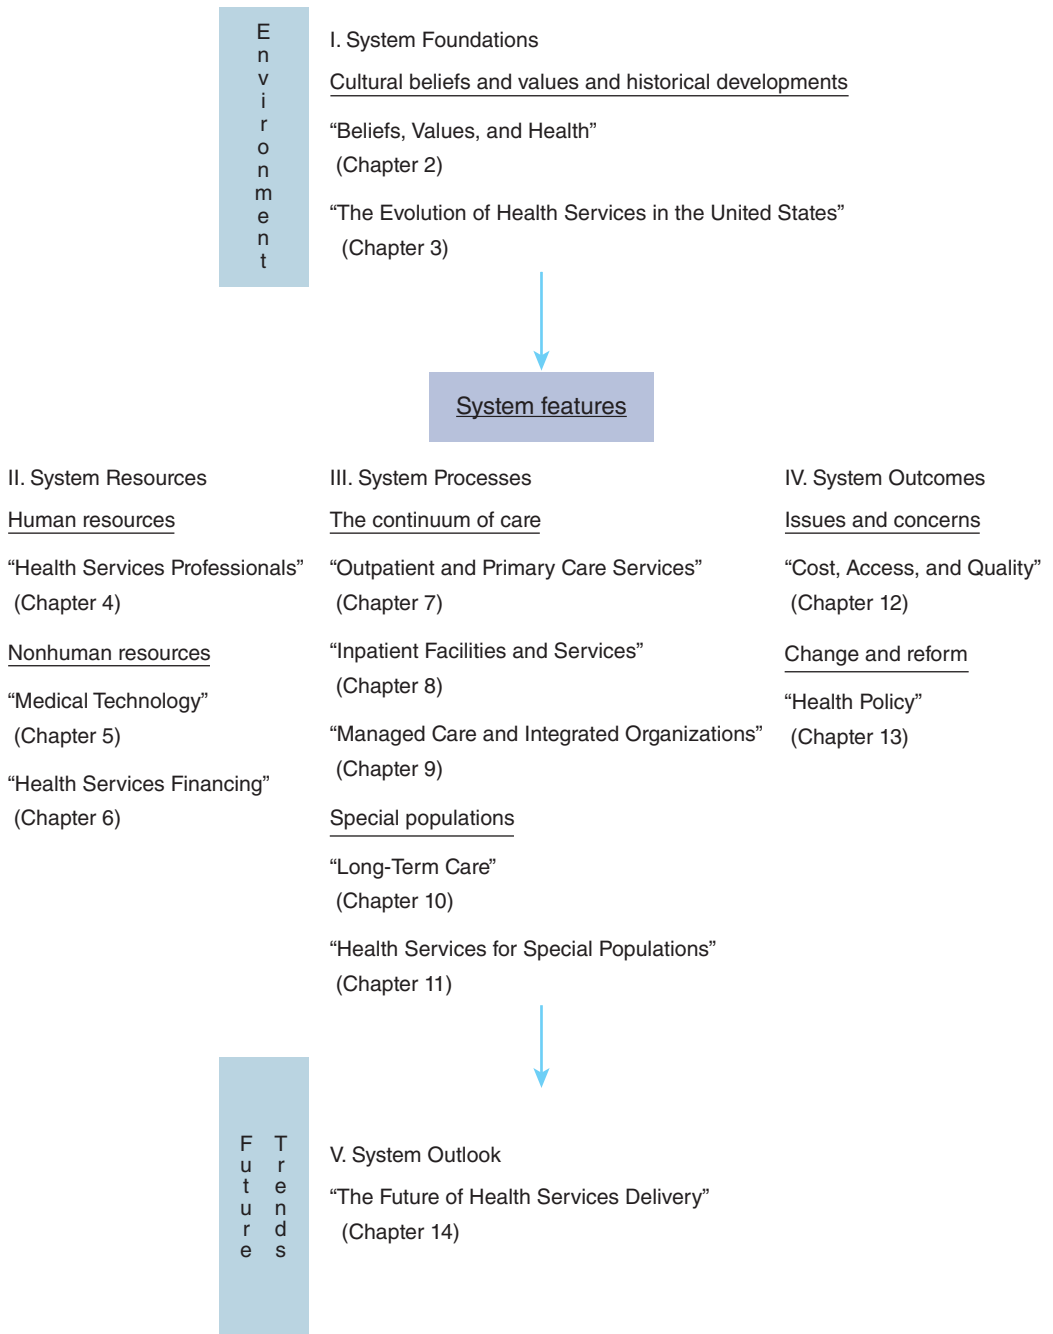 Environment
I. System Foundations
Cultural beliefs and values and historical developments
“Beliefs, Values, and Health”
(Chapter 2)
“The Evolution of Health Services in the United States”
(Chapter 3)
System features
II. System Resources
Human resources
“Health Services Professionals”
(Chapter 4)
Nonhuman resources
“Medical Technology”
(Chapter 5)
“Health Services Financing”
(Chapter 6)
III. System Processes
The continuum of care
“Outpatient and Primary Care Services”
(Chapter 7)
“Inpatient Facilities and Services”
(Chapter 8)
“Managed Care and Integrated Organizations”
(Chapter 9)
Special populations
“Long-Term Care”
(Chapter 10)
“Health Services for Special Populations”
(Chapter 11)
IV. System Outcomes
Issues and concerns
“Cost, Access, and Quality”
(Chapter 12)
Change and reform
“Health Policy”
(Chapter 13)
Future
Trends
V. System Outlook
“The Future of Health Services Delivery”
(Chapter 14)